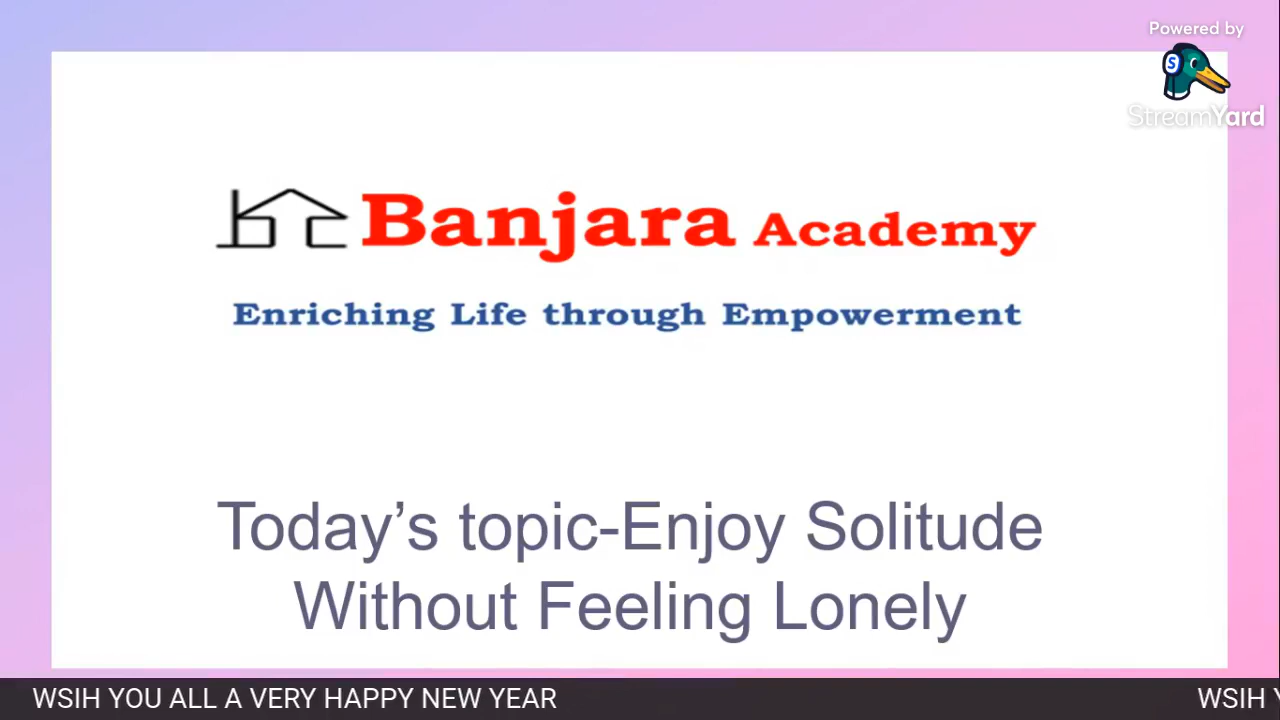 Powered by
S
StreamYard
Banjara Academy
Enriching Life through Empowerment
Today’s topic-Enjoy Solitude
Without Feeling Lonely
WSIH YOU ALL A VERY HAPPY NEW YEAR
WSIH Y